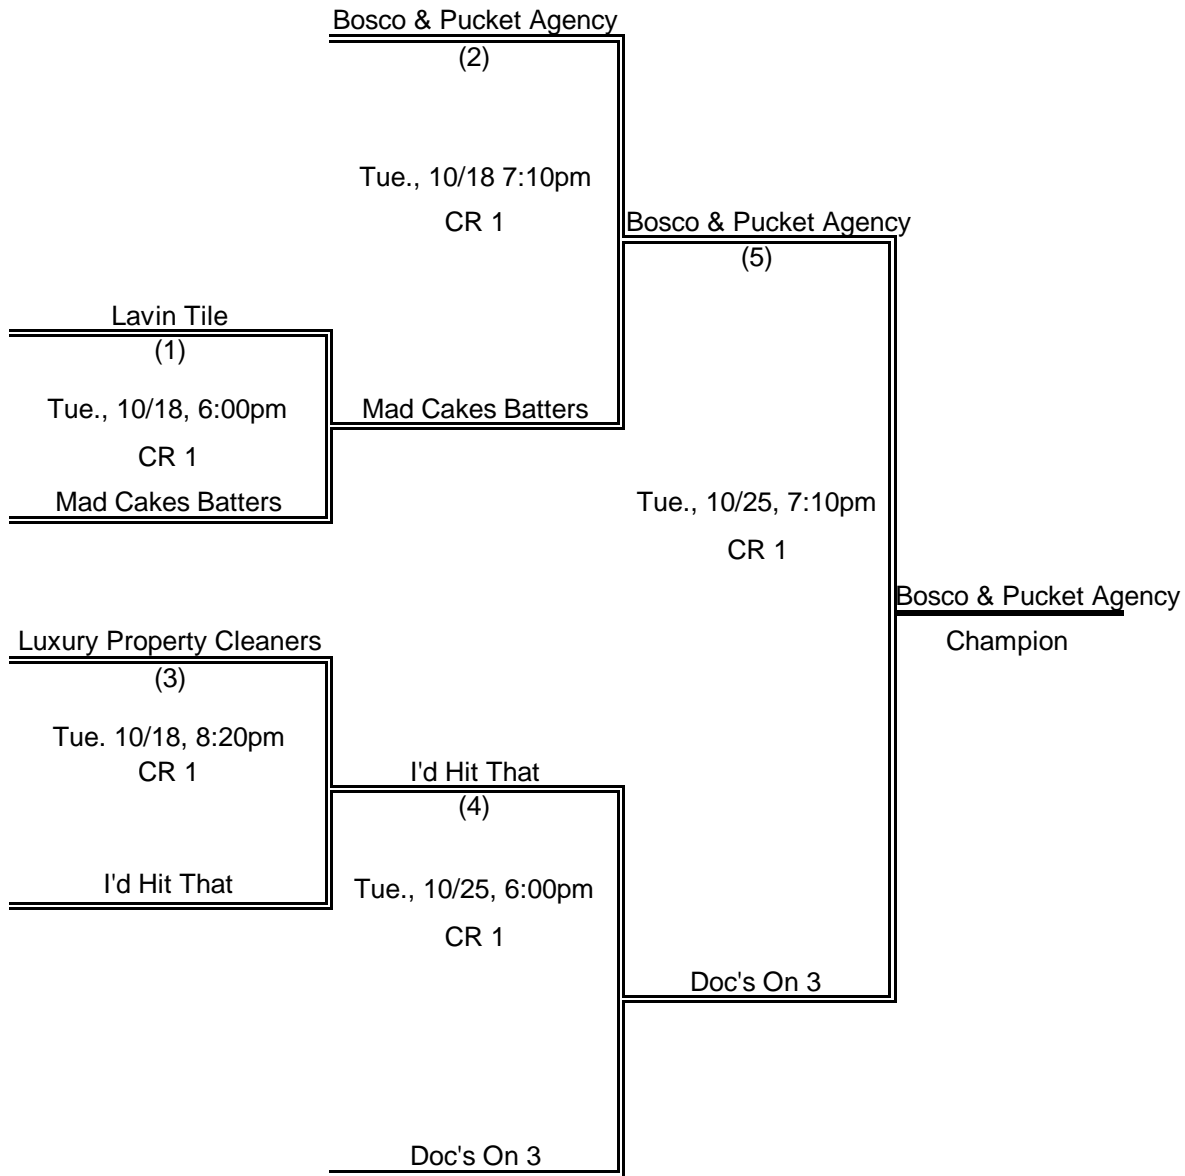 Bosco & Pucket Agency
(2)
Tue., 10/18 7:10pm
CR 1
Bosco & Pucket Agency
(5)
Lavin Tile
(1)
Tue., 10/18, 6:00pm
CR 1
Mad Cakes Batters
Mad Cakes Batters
Tue., 10/25, 7:10pm
CR 1
Bosco & Pucket Agency
Champion
Luxury Property Cleaners
(3)
Tue. 10/18, 8:20pm
CR 1
I'd Hit That
I'd Hit That
(4)
Tue., 10/25, 6:00pm
CR 1
Doc's On 3
Doc's On 3